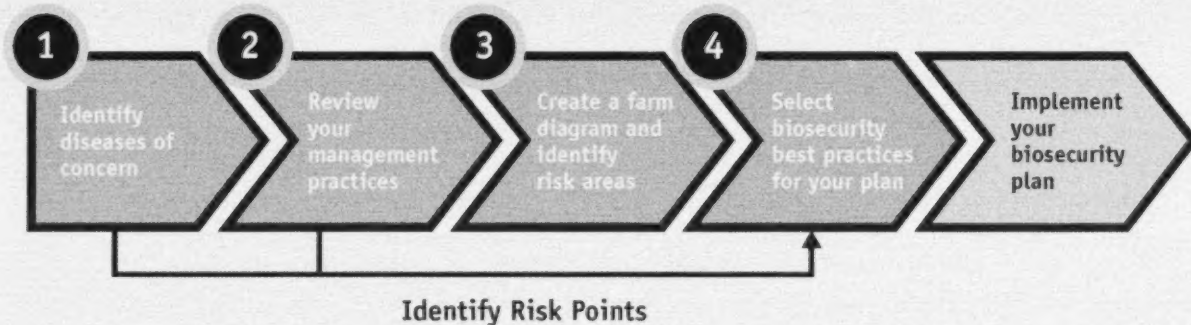 1
Identify
diseases of
concern
2
Review
your
management
practices
3
Create a farm
diagram and
identify
risk areas
4
Select
biosecurity
best practices
for your plan
Implement
your
biosecurity
plan
Identify Risk Points